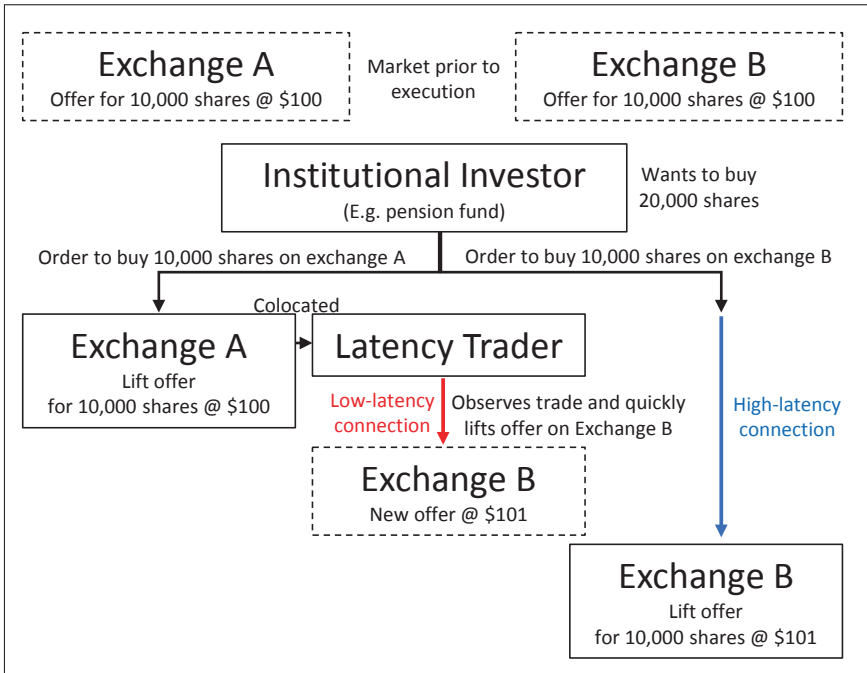 Exchange A
Offer for 10,000 shares @ $100
Market prior to
execution
Exchange B
Offer for 10,000 shares @ $100
Institutional Investor
(E.g. pension fund)
Wants to buy
20,000 shares
Order to buy 10,000 shares on exchange A
Order to buy 10,000 shares on exchange B
Colocated
Exchange A
Lift offer
for 10,000 shares @ $100
Latency Trader
Low-latency
connection
Observes trade and quickly
lifts offer on Exchange B
High-latency
connection
Exchange B
New offer @ $101
Exchange B
Lift offer
for 10,000 shares @ $101